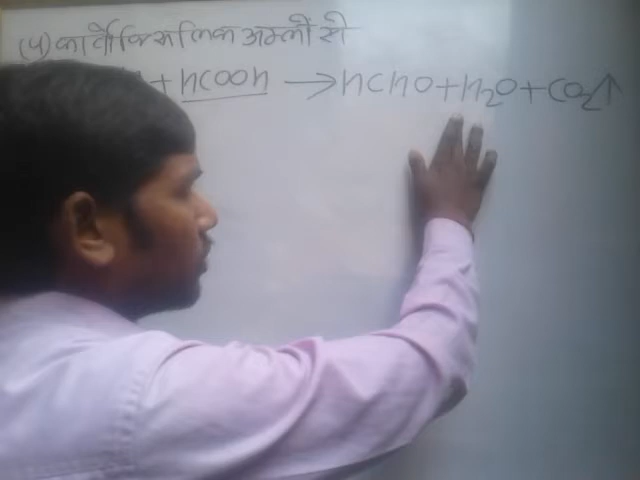 (५) कार्बोक्सिलिक अम्लों से
+ HCOOH → HCHO + H₂O + CO₂↑